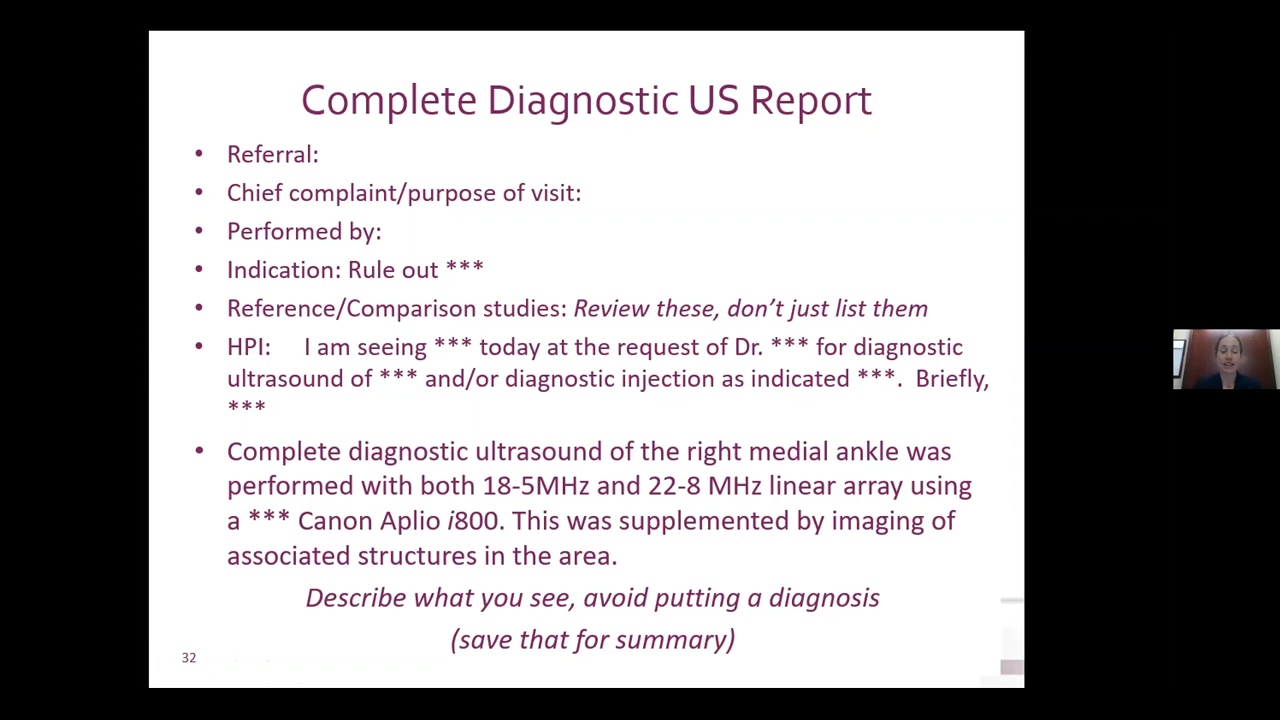 Complete Diagnostic US Report
• Referral:
• Chief complaint/purpose of visit:
• Performed by:
• Indication: Rule out ***
• Reference/Comparison studies: Review these, don’t just list them
• HPI: I am seeing *** today at the request of Dr. *** for diagnostic
ultrasound of *** and/or diagnostic injection as indicated ***. Briefly,
***
• Complete diagnostic ultrasound of the right medial ankle was
performed with both 18-5MHz and 22-8 MHz linear array using
a *** Canon Aplio i800. This was supplemented by imaging of
associated structures in the area.
Describe what you see, avoid putting a diagnosis
(save that for summary)
32